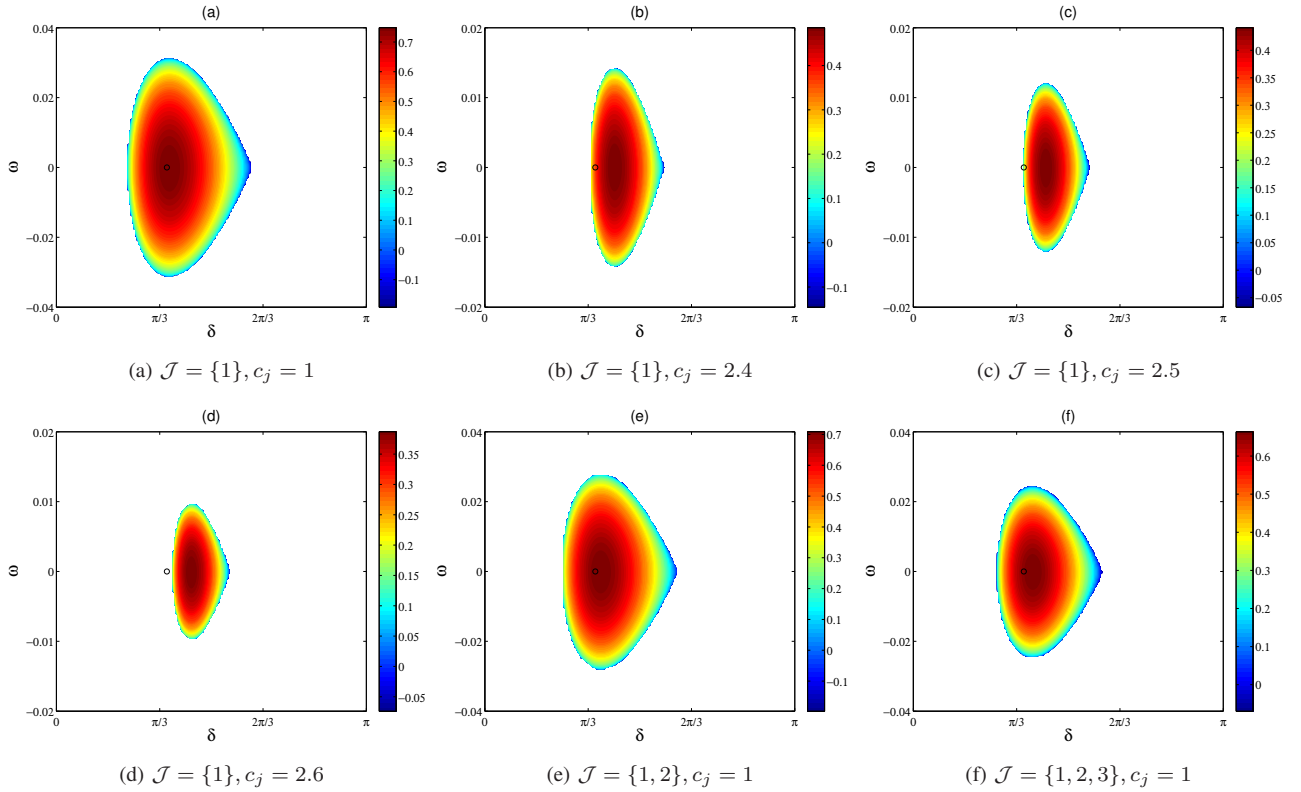 (a)
(b)
(c)
0.04
0.02
0
−0.02
−0.04
ω
0
π/3
2π/3
π
δ
0.7
0.6
0.5
0.4
0.3
0.2
0.1
0
−0.1
0.02
0.01
0
−0.01
−0.02
ω
0
π/3
2π/3
π
δ
0.4
0.3
0.2
0.1
0
−0.1
0.02
0.01
0
−0.01
−0.02
ω
0
π/3
2π/3
π
δ
0.4
0.35
0.3
0.25
0.2
0.15
0.1
0.05
0
−0.05
(a) 𝒥 = {1}, c_j = 1
(b) 𝒥 = {1}, c_j = 2.4
(c) 𝒥 = {1}, c_j = 2.5
(d)
(e)
(f)
0.02
0.01
0
−0.01
−0.02
ω
0
π/3
2π/3
π
δ
0.35
0.3
0.25
0.2
0.15
0.1
0.05
0
−0.05
0.04
0.02
0
−0.02
−0.04
ω
0
π/3
2π/3
π
δ
0.7
0.6
0.5
0.4
0.3
0.2
0.1
0
−0.1
0.04
0.02
0
−0.02
−0.04
ω
0
π/3
2π/3
π
δ
0.6
0.5
0.4
0.3
0.2
0.1
0
(d) 𝒥 = {1}, c_j = 2.6
(e) 𝒥 = {1, 2}, c_j = 1
(f) 𝒥 = {1, 2, 3}, c_j = 1